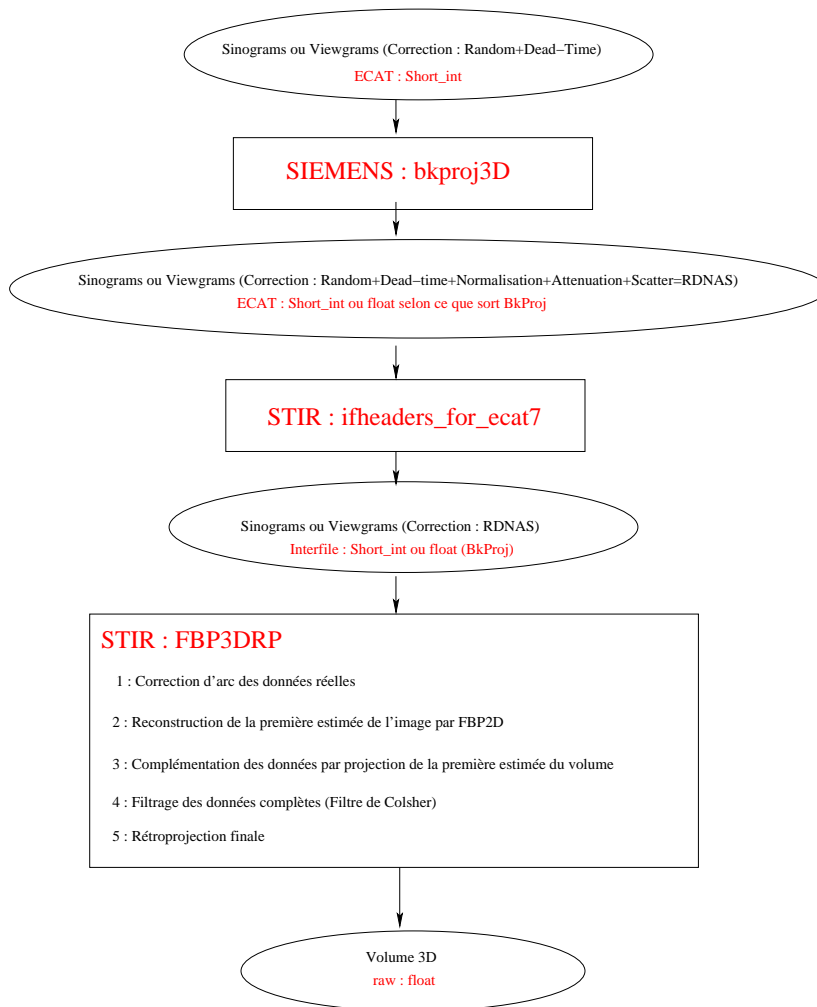 Sinograms ou Viewgrams (Correction : Random+Dead−Time)
ECAT : Short_int
SIEMENS : bkproj3D
Sinograms ou Viewgrams (Correction : Random+Dead−time+Normalisation+Attenuation+Scatter=RDNAS)
ECAT : Short_int ou float selon ce que sort BkProj
STIR : ifheaders_for_ecat7
Sinograms ou Viewgrams (Correction : RDNAS)
Interfile : Short_int ou float (BkProj)
STIR : FBP3DRP
1 : Correction d'arc des données réelles
2 : Reconstruction de la première estimée de l'image par FBP2D
3 : Complémentation des données par projection de la première estimée du volume
4 : Filtrage des données complètes (Filtre de Colsher)
5 : Rétroprojection finale
Volume 3D
raw : float